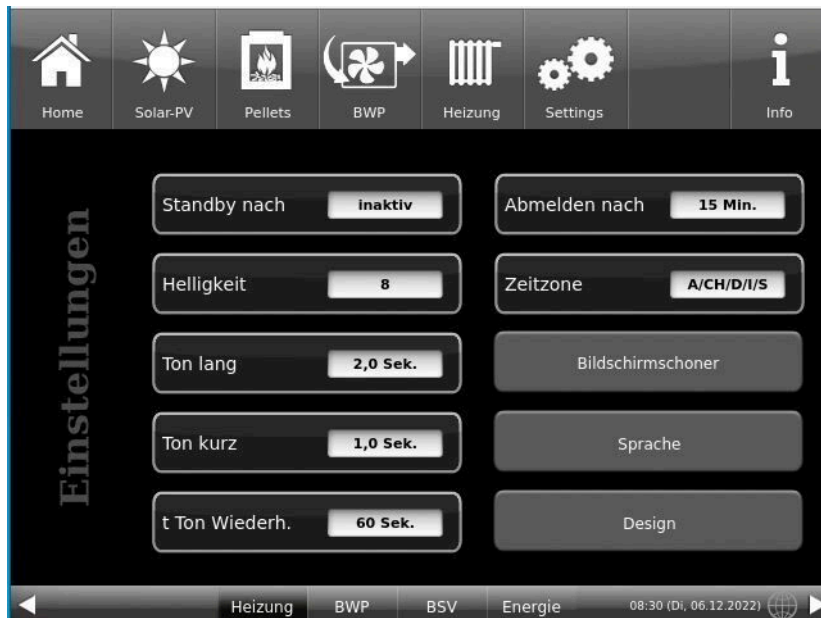 Home Solar-PV Pellets BWP Heizung Settings Info
Einstellungen
Standby nach inaktiv
Abmelden nach 15 Min.
Helligkeit 8
Zeitzone A/CH/D/I/S
Ton lang 2,0 Sek.
Bildschirmschoner
Ton kurz 1,0 Sek.
Sprache
t Ton Wiederh. 60 Sek.
Design
Heizung BWP BSV Energie 08:30 (Di, 06.12.2022)